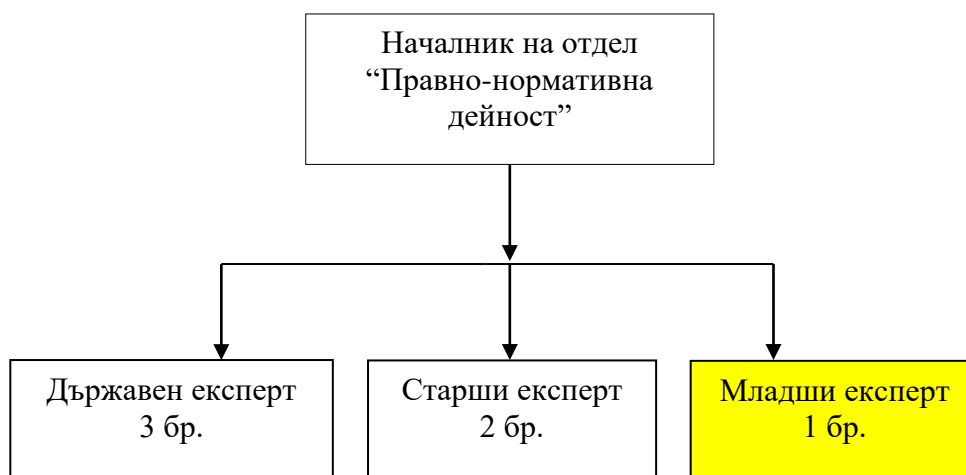 Началник на отдел
“Правно-нормативна
дейност”
Държавен експерт
3 бр.
Старши експерт
2 бр.
Младши експерт
1 бр.